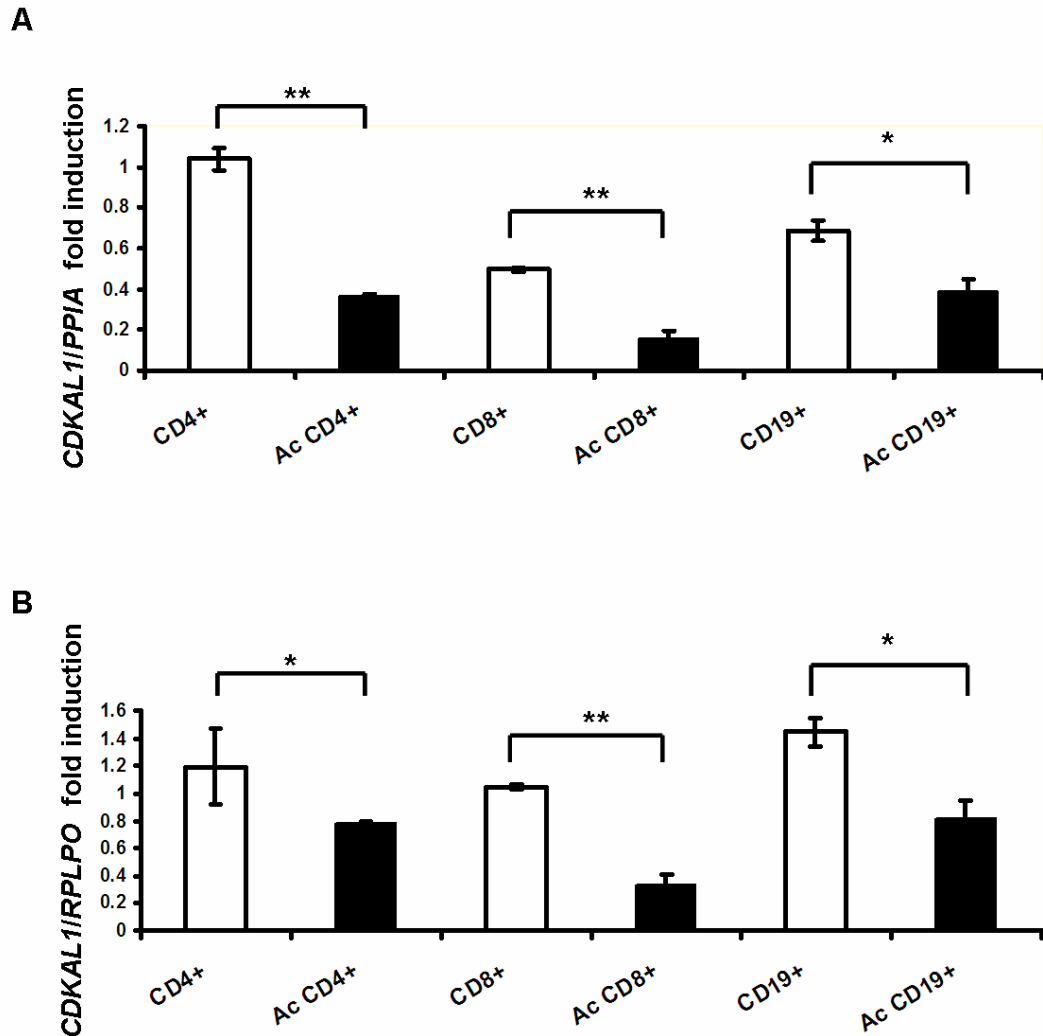 A
CDKAL1/PPIA fold induction
**
**
*
1.2
1
0.8
0.6
0.4
0.2
0
CD4+
Ac CD4+
CD8+
Ac CD8+
CD19+
Ac CD19+
B
CDKAL1/RPLPO fold induction
*
**
*
1.6
1.4
1.2
1
0.8
0.6
0.4
0.2
0
CD4+
Ac CD4+
CD8+
Ac CD8+
CD19+
Ac CD19+